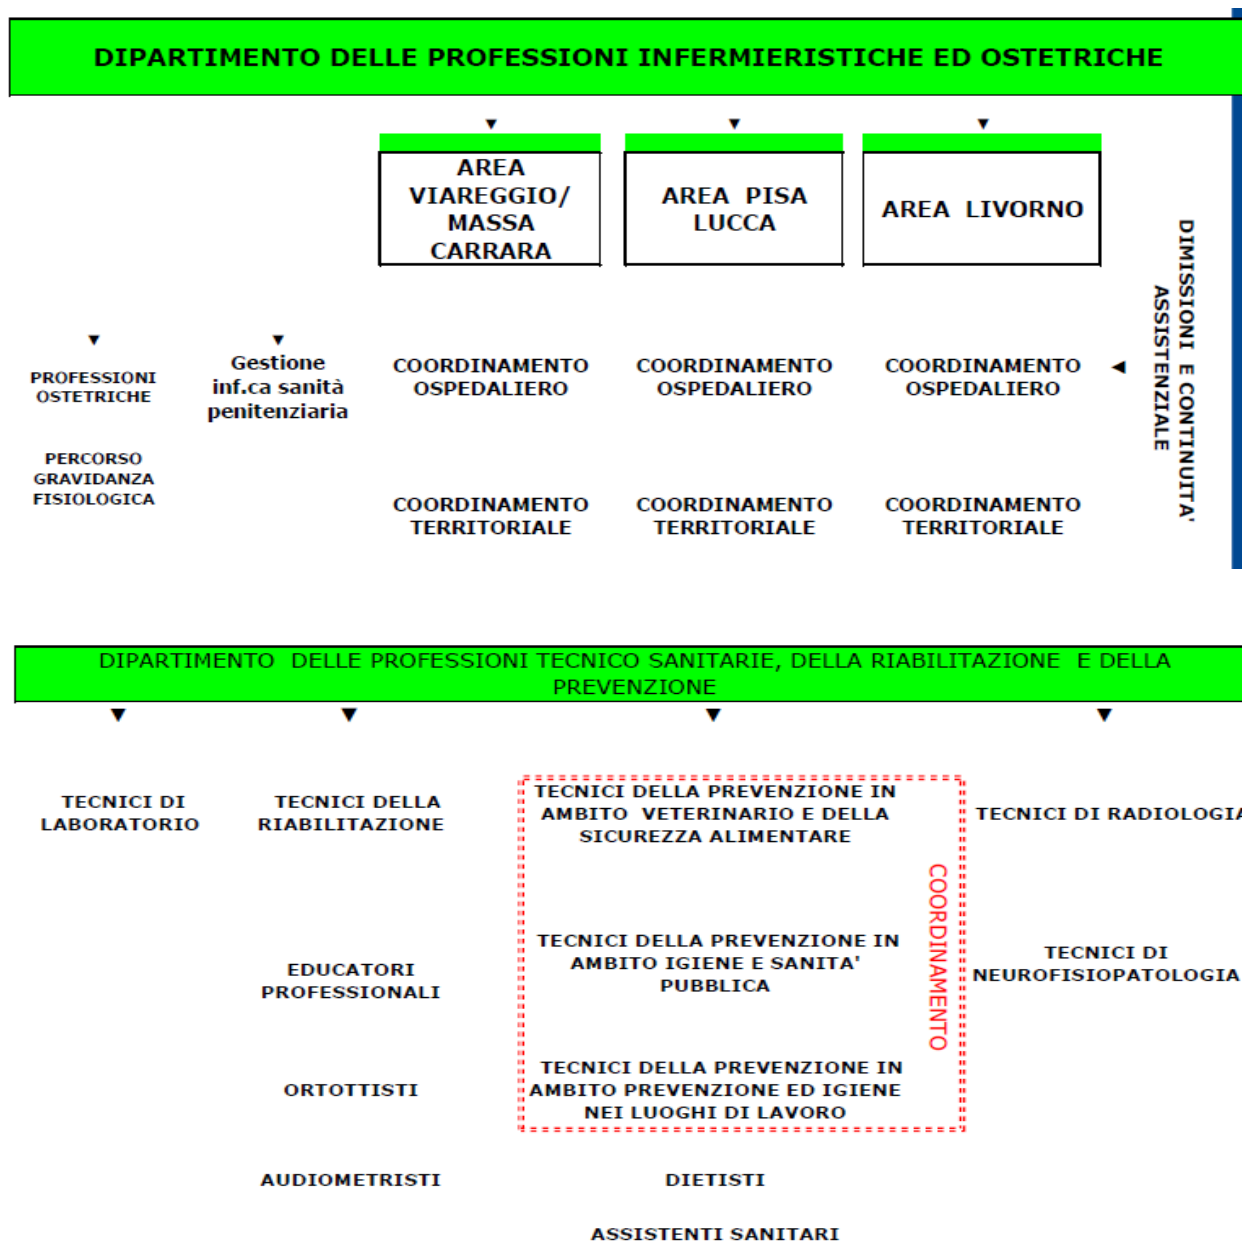 DIPARTIMENTO DELLE PROFESSIONI INFERMIERISTICHE ED OSTETRICHE
AREA
VIAREGGIO/
MASSA
CARRARA
AREA PISA
LUCCA
AREA LIVORNO
DIMISSIONI E CONTINUITA'
ASSISTENZIALE
PROFESSIONI
OSTETRICHE
Gestione
inf.ca sanità
penitenziaria
COORDINAMENTO
OSPEDALIERO
COORDINAMENTO
OSPEDALIERO
COORDINAMENTO
OSPEDALIERO
PERCORSO
GRAVIDANZA
FISIOLOGICA
COORDINAMENTO
TERRITORIALE
COORDINAMENTO
TERRITORIALE
COORDINAMENTO
TERRITORIALE
DIPARTIMENTO DELLE PROFESSIONI TECNICO SANITARIE, DELLA RIABILITAZIONE E DELLA
PREVENZIONE
TECNICI DI
LABORATORIO
TECNICI DELLA
RIABILITAZIONE
TECNICI DELLA PREVENZIONE IN
AMBITO VETERINARIO E DELLA
SICUREZZA ALIMENTARE
TECNICI DI RADIOLOGIA
COORDINAMENTO
EDUCATORI
PROFESSIONALI
TECNICI DELLA PREVENZIONE IN
AMBITO IGIENE E SANITA'
PUBBLICA
TECNICI DI
NEUROFISIOPATOLOGIA
ORTOTTISTI
TECNICI DELLA PREVENZIONE IN
AMBITO PREVENZIONE ED IGIENE
NEI LUOGHI DI LAVORO
AUDIOMETRISTI
DIETISTI
ASSISTENTI SANITARI